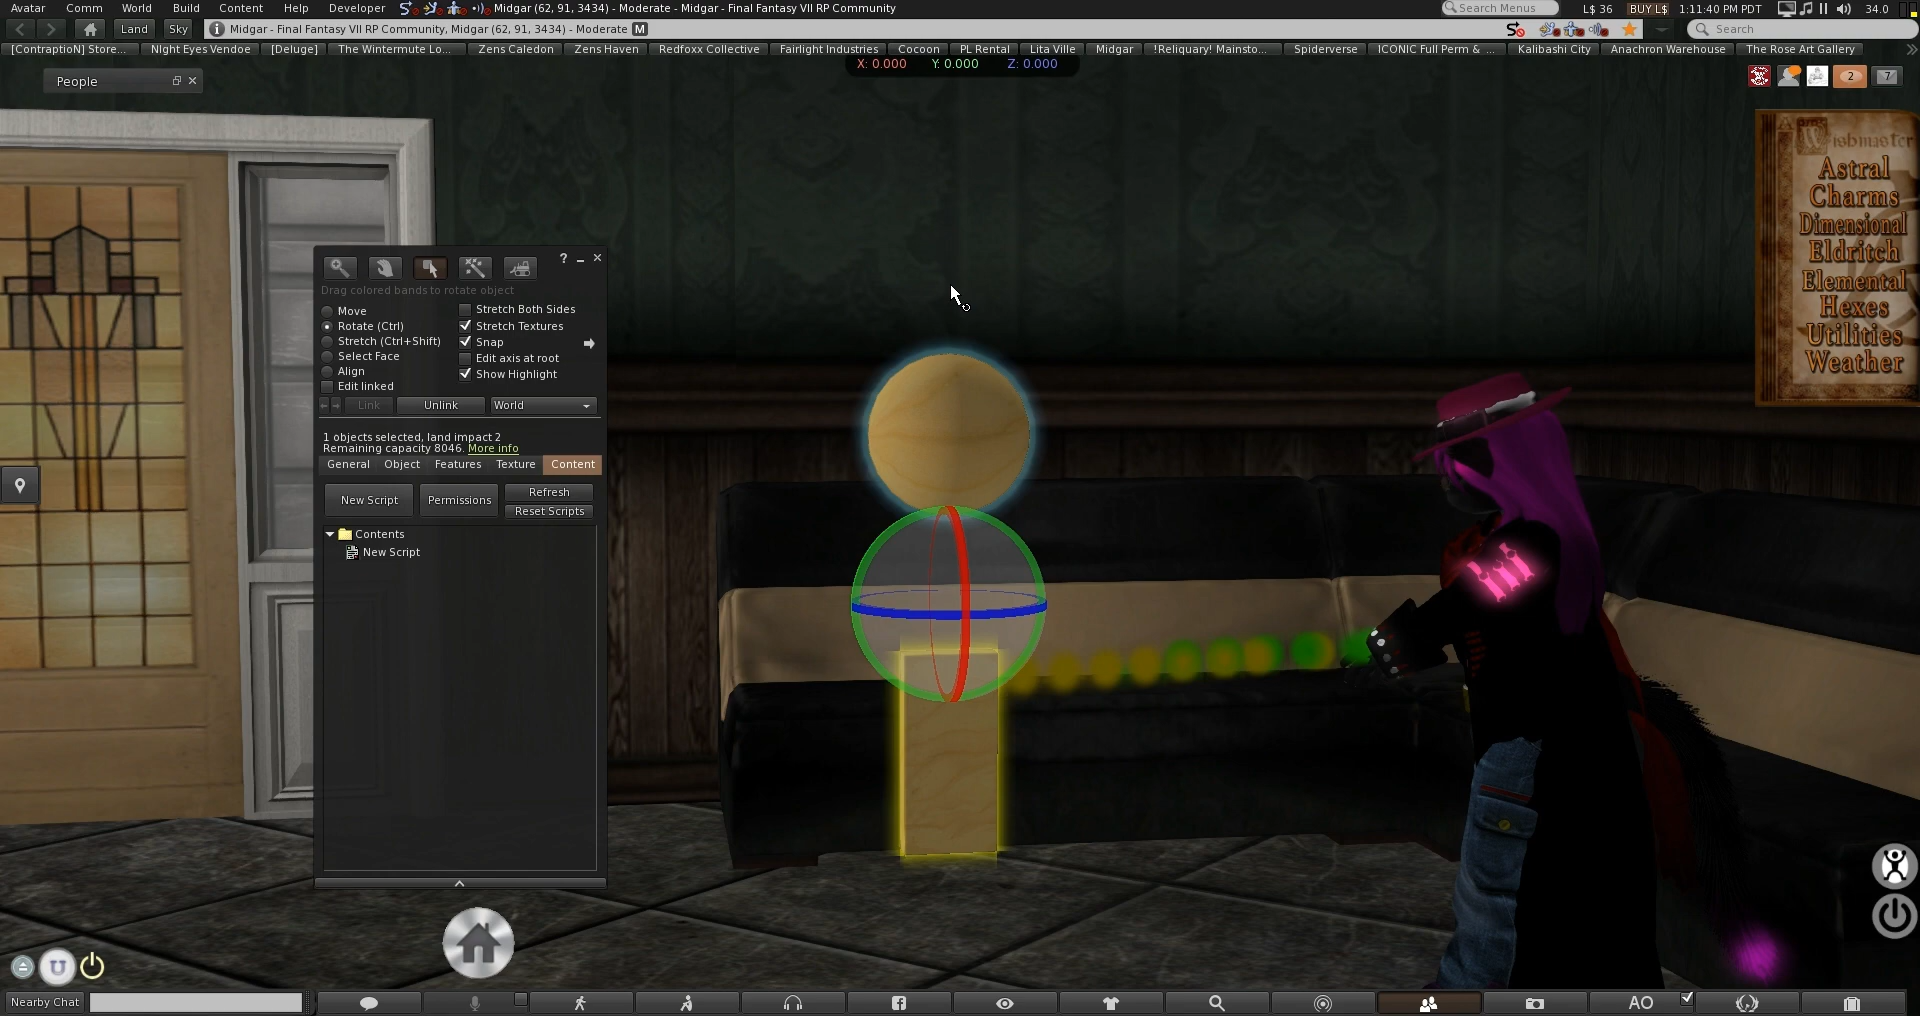 Avatar Comm World Build Content Help Developer Midgar (62, 91, 3434) - Moderate - Midgar - Final Fantasy VII RP Community Search Menus L$ 36 BUY L$ 1:11:40 PM PDT 34.0
Land Sky Midgar - Final Fantasy VII RP Community, Midgar (62, 91, 3434) - Moderate M Search
[ContraptioN] Store... Night Eyes Vendoe [Deluge] The Wintermute Lo... Zens Caledon Zens Haven Redfoxx Collective Fairlight Industries Cocoon PL Rental Lita Ville Midgar !Reliquary! Mainsto... Spiderverse ICONIC Full Perm & ... Kalibashi City Anachron Warehouse The Rose Art Gallery
X: 0.000 Y: 0.000 Z: 0.000
People
2 7
Astral
Charms
Dimensional
Eldritch
Elemental
Hexes
Utilities
Weather
?
Drag colored bands to rotate object
Move
Rotate (Ctrl)
Stretch (Ctrl+Shift)
Select Face
Align
Edit linked
Stretch Both Sides
Stretch Textures
Snap
Edit axis at root
Show Highlight
Link Unlink World
1 objects selected, land impact 2
Remaining capacity 8046. More info
General Object Features Texture Content
New Script Permissions Refresh
Reset Scripts
Contents
New Script
U
Nearby Chat AO